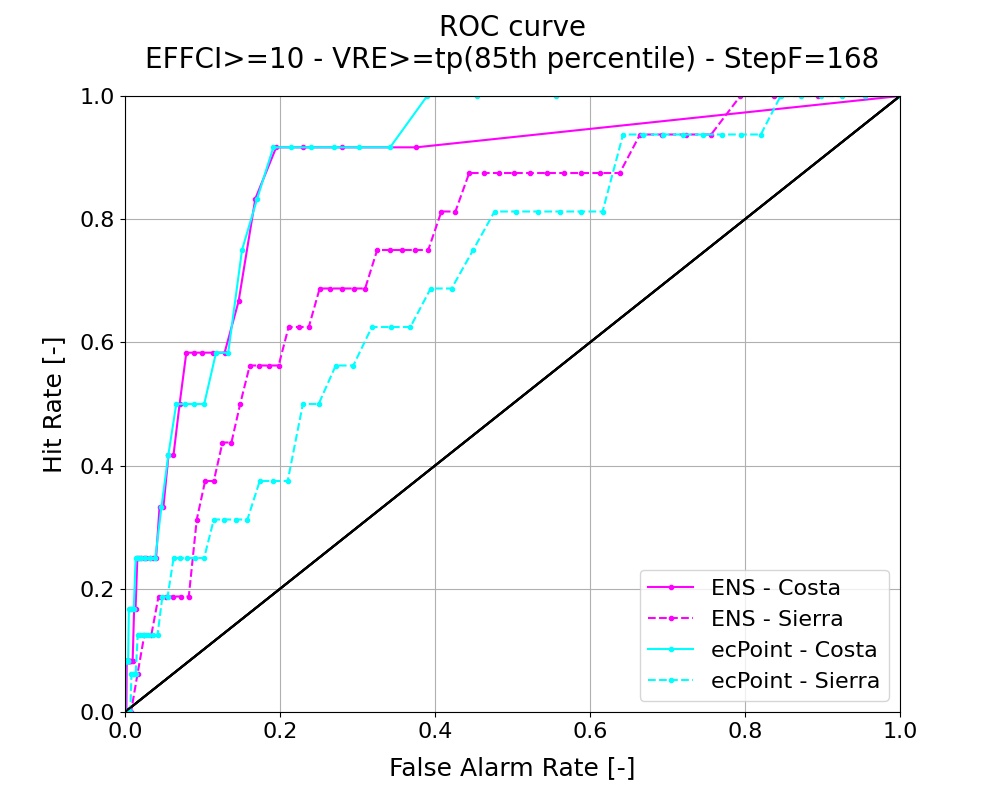 ROC curve
EFFCI>=10 - VRE>=tp(85th percentile) - StepF=168
1.0
0.8
0.6
0.4
0.2
0.0
Hit Rate [-]
0.0 0.2 0.4 0.6 0.8 1.0
False Alarm Rate [-]
ENS - Costa
ENS - Sierra
ecPoint - Costa
ecPoint - Sierra